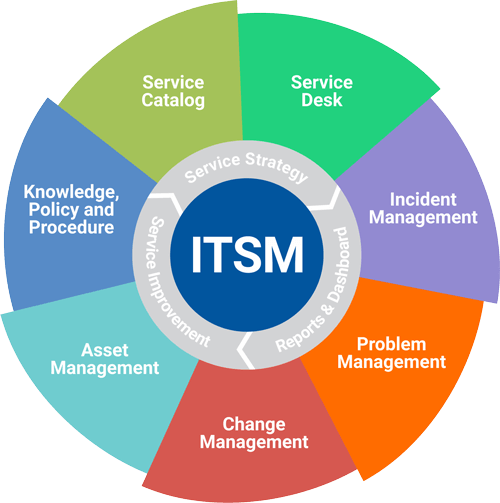 Service
Catalog
Service
Desk
Incident
Management
Problem
Management
Change
Management
Asset
Management
Knowledge,
Policy and
Procedure
Service Strategy
Reports & Dashboard
Service Improvement
ITSM